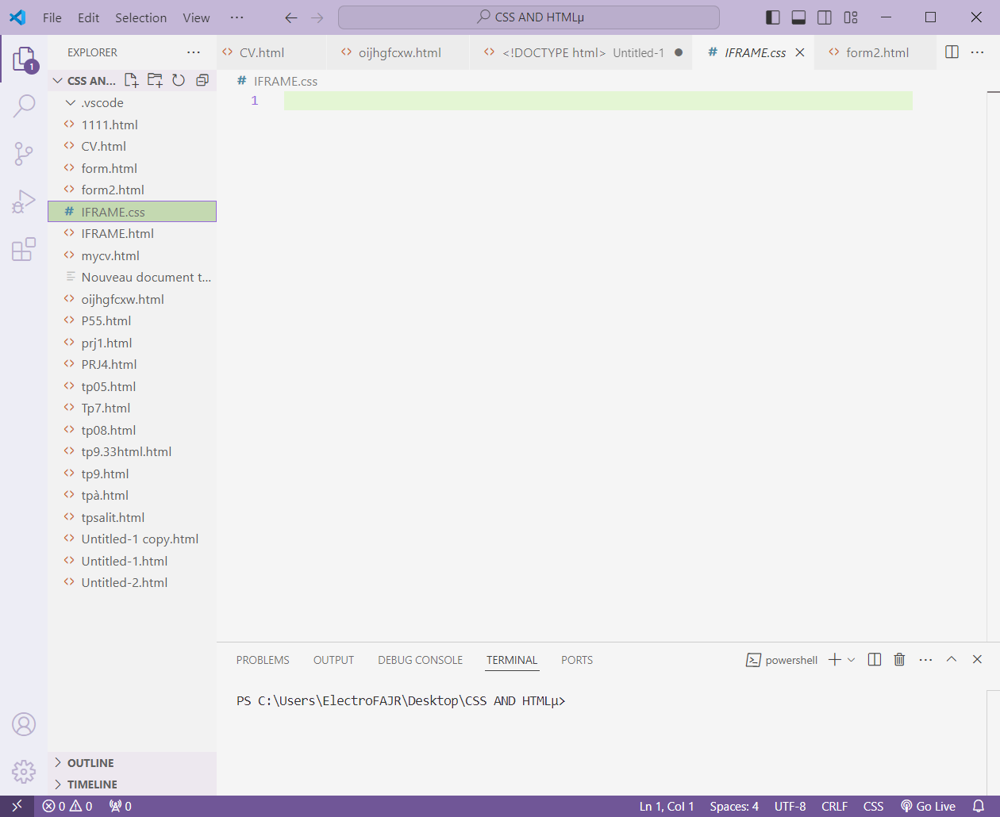 File Edit Selection View ··· CSS AND HTMLµ
EXPLORER ···
CV.html oijhgfcxw.html <!DOCTYPE html> Untitled-1 IFRAME.css form2.html ···
CSS AN...
IFRAME.css
1
.vscode
1111.html
CV.html
form.html
form2.html
IFRAME.css
IFRAME.html
mycv.html
Nouveau document t...
oijhgfcxw.html
P55.html
prj1.html
PRJ4.html
tp05.html
Tp7.html
tp08.html
tp9.33html.html
tp9.html
tpà.html
tpsalit.html
Untitled-1 copy.html
Untitled-1.html
Untitled-2.html
OUTLINE
TIMELINE
1
PROBLEMS OUTPUT DEBUG CONSOLE TERMINAL PORTS powershell ···
PS C:\Users\ElectroFAJR\Desktop\CSS AND HTMLµ>
0 0 0 Ln 1, Col 1 Spaces: 4 UTF-8 CRLF CSS Go Live